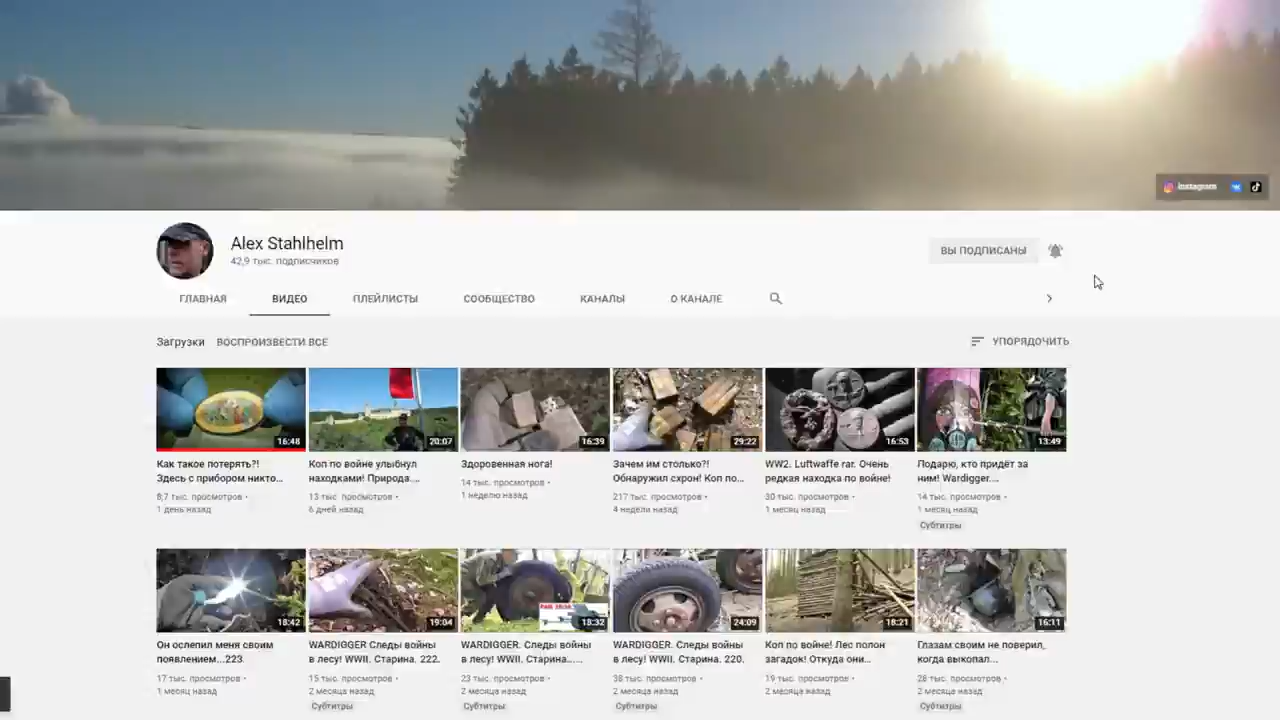 instagram
Alex Stahlhelm
42,9 тыс. подписчиков
ВЫ ПОДПИСАНЫ
ГЛАВНАЯ ВИДЕО ПЛЕЙЛИСТЫ СООБЩЕСТВО КАНАЛЫ О КАНАЛЕ
Загрузки ВОСПРОИЗВЕСТИ ВСЕ УПОРЯДОЧИТЬ
16:48
Как такое потерять?!
Здесь с прибором никто...
8,7 тыс. просмотров •
1 день назад
20:07
Коп по войне улыбнул
находками! Природа....
13 тыс. просмотров •
6 дней назад
16:39
Здоровенная нога!
14 тыс. просмотров •
1 неделю назад
29:22
Зачем им столько?!
Обнаружил схрон! Коп по...
217 тыс. просмотров •
4 недели назад
16:53
WW2. Luftwaffe rar. Очень
редкая находка по войне!
30 тыс. просмотров •
1 месяц назад
13:49
Подарю, кто придёт за
ним! Wardigger....
14 тыс. просмотров •
1 месяц назад
Субтитры
18:42
Он ослепил меня своим
появлением...223.
17 тыс. просмотров •
1 месяц назад
19:04
WARDIGGER. Следы войны
в лесу! WWII. Старина. 222.
15 тыс. просмотров •
2 месяца назад
Субтитры
18:32
WARDIGGER. Следы войны
в лесу! WWII. Старина.....
23 тыс. просмотров •
2 месяца назад
Субтитры
24:09
WARDIGGER. Следы войны
в лесу! WWII. Старина. 220.
38 тыс. просмотров •
2 месяца назад
Субтитры
18:21
Коп по войне! Лес полон
загадок! Откуда они...
19 тыс. просмотров •
2 месяца назад
16:11
Глазам своим не поверил,
когда выкопал...
28 тыс. просмотров •
2 месяца назад
Субтитры